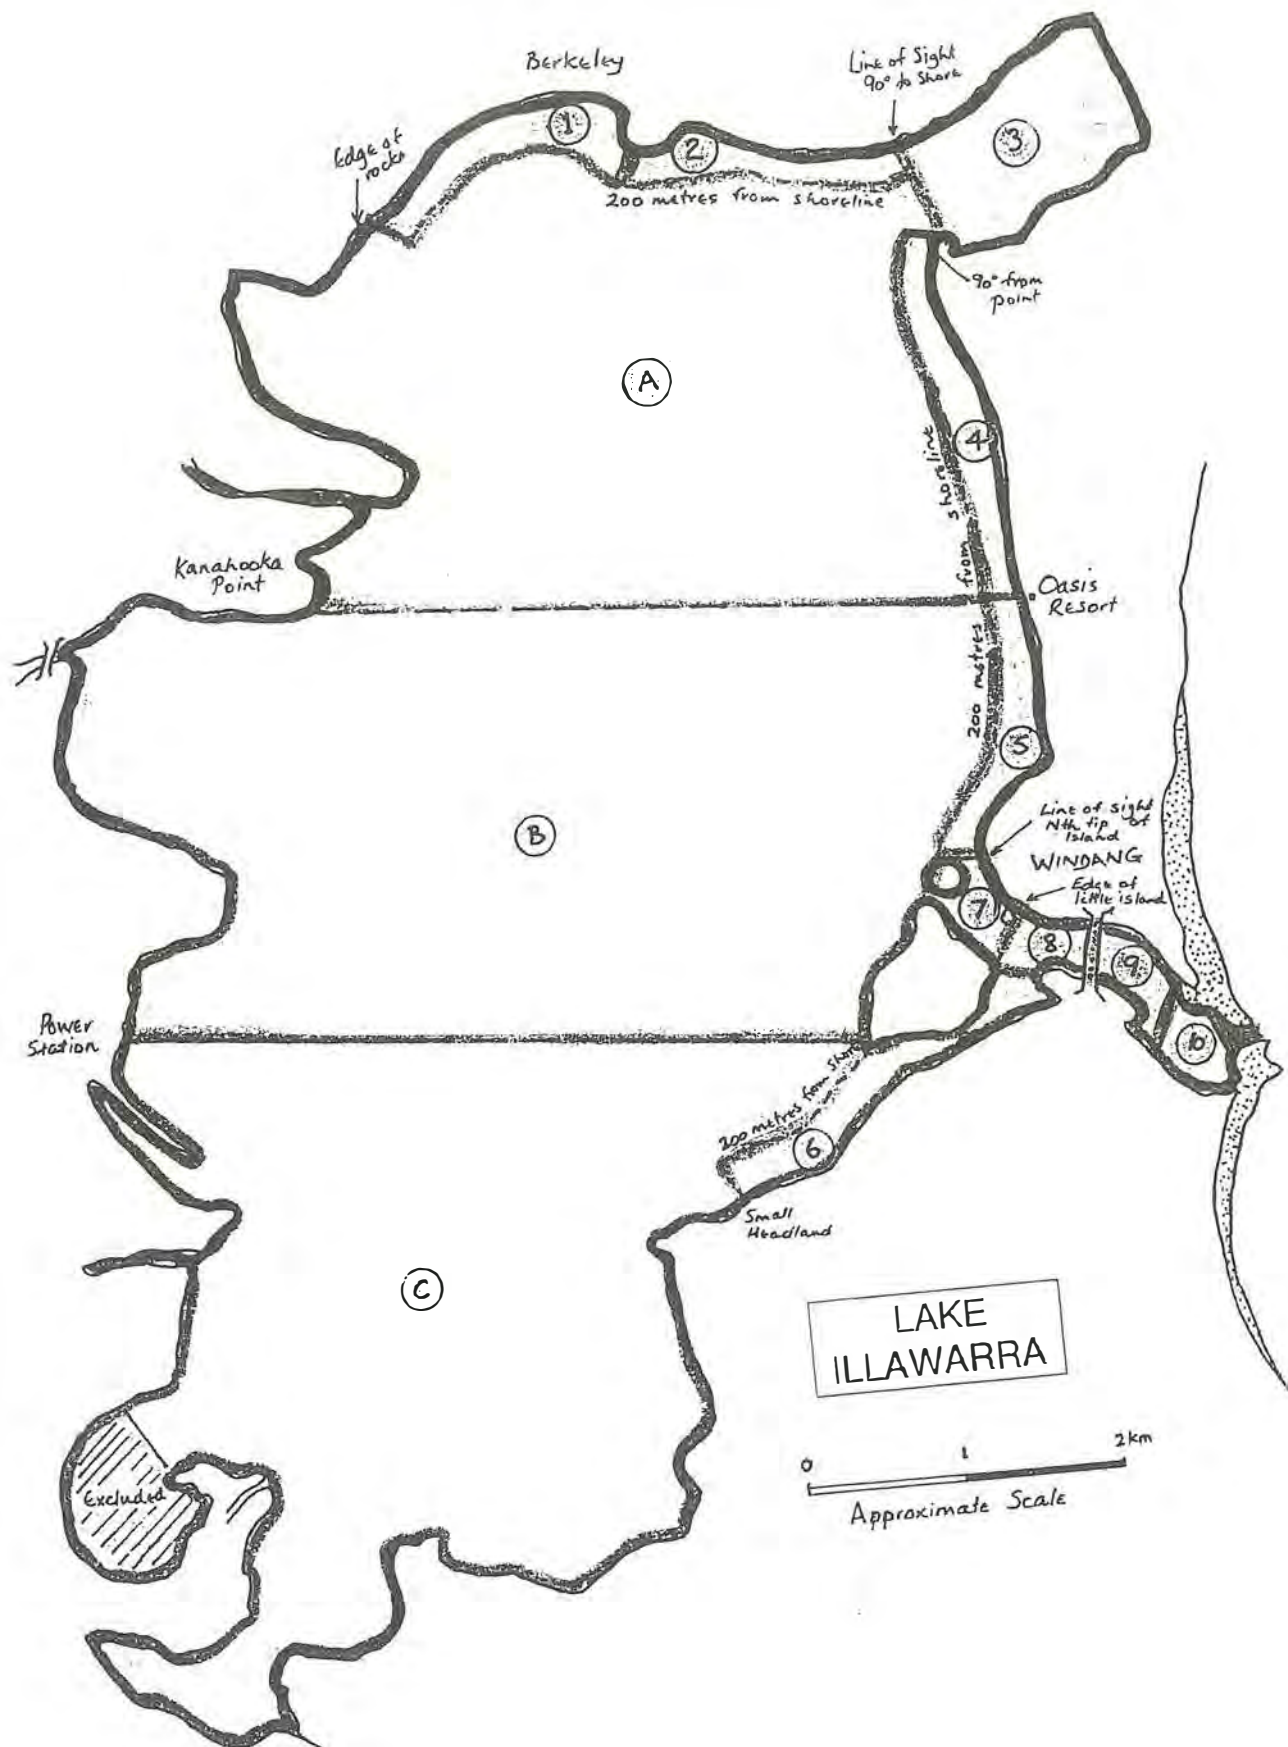 Berkeley
Line of Sight
90° to Shore
Edge of
rocks
1
2
3
200 metres from shoreline
90° from
point
A
4
200 metres from shoreline
Kanahooka
Point
Oasis
Resort
5
B
Line of sight
Nth tip of
Island
WINDANG
Edge of
little island
7
8
9
10
Power
Station
200 metres from shore
6
Small
Headland
C
LAKE
ILLAWARRA
0 1 2km
Approximate Scale
Excluded